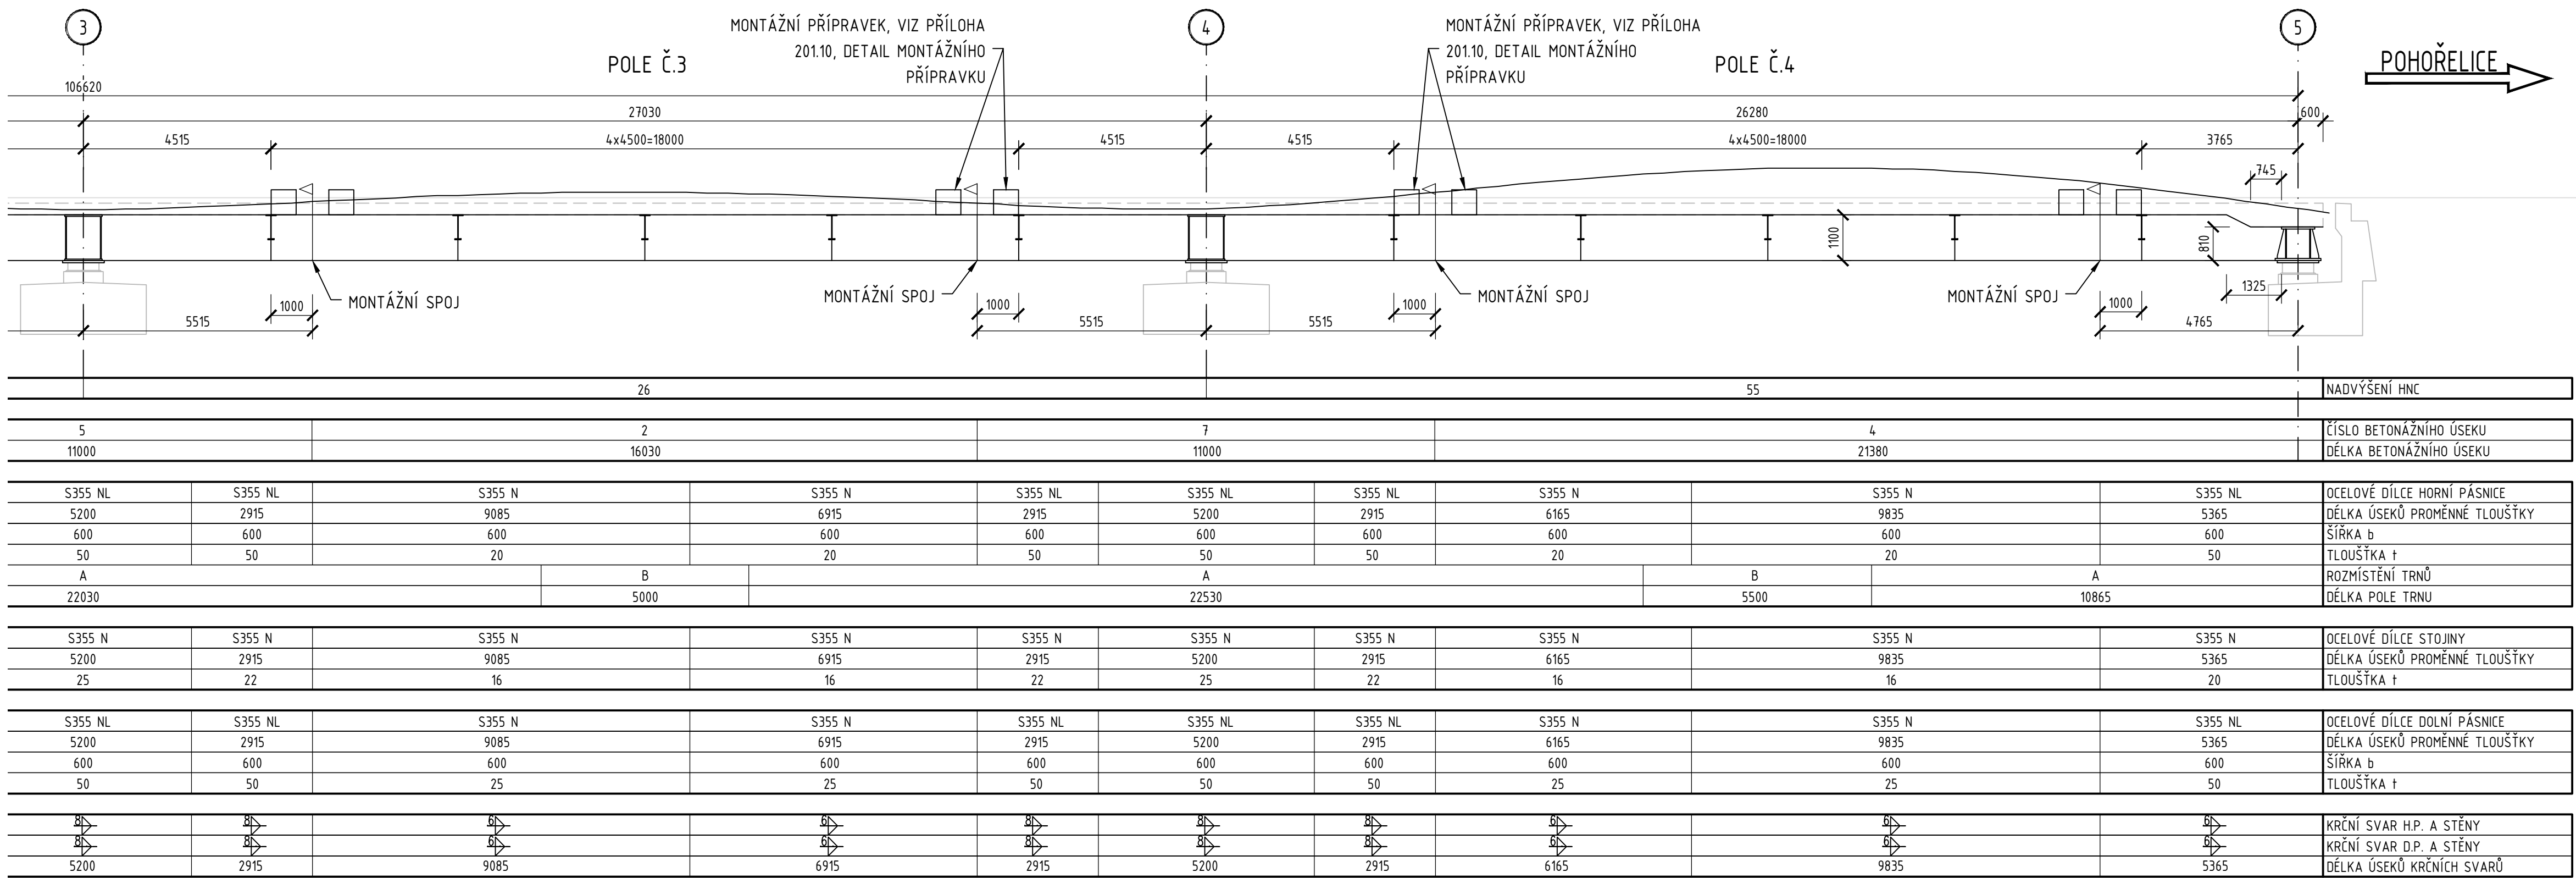 3
4
5
MONTÁŽNÍ PŘÍPRAVEK, VIZ PŘÍLOHA
201.10, DETAIL MONTÁŽNÍHO
PŘÍPRAVKU
MONTÁŽNÍ PŘÍPRAVEK, VIZ PŘÍLOHA
201.10, DETAIL MONTÁŽNÍHO
PŘÍPRAVKU
POLE Č.3
POLE Č.4
POHOŘELICE
106620
27030
26280
600
4515
4x4500=18000
4515
4515
4x4500=18000
3765
745
1100
810
1325
MONTÁŽNÍ SPOJ
MONTÁŽNÍ SPOJ
MONTÁŽNÍ SPOJ
MONTÁŽNÍ SPOJ
1000
1000
1000
1000
5515
5515
5515
4765
26 55 NADVÝŠENÍ HNC
5 2 7 4 ČÍSLO BETONÁŽNÍHO ÚSEKU
11000 16030 11000 21380 DÉLKA BETONÁŽNÍHO ÚSEKU
S355 NL S355 NL S355 N S355 N S355 NL S355 NL S355 NL S355 N S355 N S355 NL OCELOVÉ DÍLCE HORNÍ PÁSNICE
5200 2915 9085 6915 2915 5200 2915 6165 9835 5365 DÉLKA ÚSEKŮ PROMĚNNÉ TLOUŠŤKY
600 600 600 600 600 600 600 600 600 600 ŠÍŘKA b
50 50 20 20 50 50 50 20 20 50 TLOUŠŤKA t
A B A B A ROZMÍSTĚNÍ TRNŮ
22030 5000 22530 5500 10865 DÉLKA POLE TRNU
S355 N S355 N S355 N S355 N S355 N S355 N S355 N S355 N S355 N S355 N OCELOVÉ DÍLCE STOJINY
5200 2915 9085 6915 2915 5200 2915 6165 9835 5365 DÉLKA ÚSEKŮ PROMĚNNÉ TLOUŠŤKY
25 22 16 16 22 25 22 16 16 20 TLOUŠŤKA t
S355 NL S355 NL S355 N S355 N S355 NL S355 NL S355 NL S355 N S355 N S355 NL OCELOVÉ DÍLCE DOLNÍ PÁSNICE
5200 2915 9085 6915 2915 5200 2915 6165 9835 5365 DÉLKA ÚSEKŮ PROMĚNNÉ TLOUŠŤKY
600 600 600 600 600 600 600 600 600 600 ŠÍŘKA b
50 50 25 25 50 50 50 25 25 50 TLOUŠŤKA t
8 8 6 6 8 8 8 6 6 6 KRČNÍ SVAR H.P. A STĚNY
8 8 6 6 8 8 8 6 6 6 KRČNÍ SVAR D.P. A STĚNY
5200 2915 9085 6915 2915 5200 2915 6165 9835 5365 DÉLKA ÚSEKŮ KRČNÍCH SVARŮ